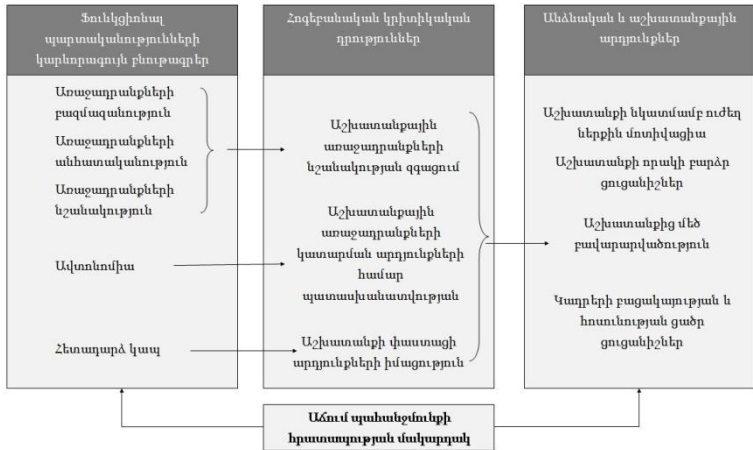 Ֆունկցիոնալ
պարտականությունների
կարևորագույն բնութագրեր
Առաջադրանքների
բազմազանություն
Առաջադրանքների
անհատականություն
Առաջադրանքների
նշանակություն
Ավտոնոմիա
Հետադարձ կապ
Հոգեբանական կրիտիկական
դրություններ
Աշխատանքային
առաջադրանքների
նշանակության զգացում
Աշխատանքային
առաջադրանքների
կատարման արդյունքների
համար
պատասխանատվության
Աշխատանքի փաստացի
արդյունքների իմացություն
Անձնական և աշխատանքային
արդյունքներ
Աշխատանքի նկատմամբ ուժեղ
ներքին մոտիվացիա
Աշխատանքի որակի բարձր
ցուցանիշներ
Աշխատանքից մեծ
բավարարվածություն
Կադրերի բացակայության և
հոսունության ցածր
ցուցանիշներ
Աճում պահանջմունքի
հրատապության մակարդակ